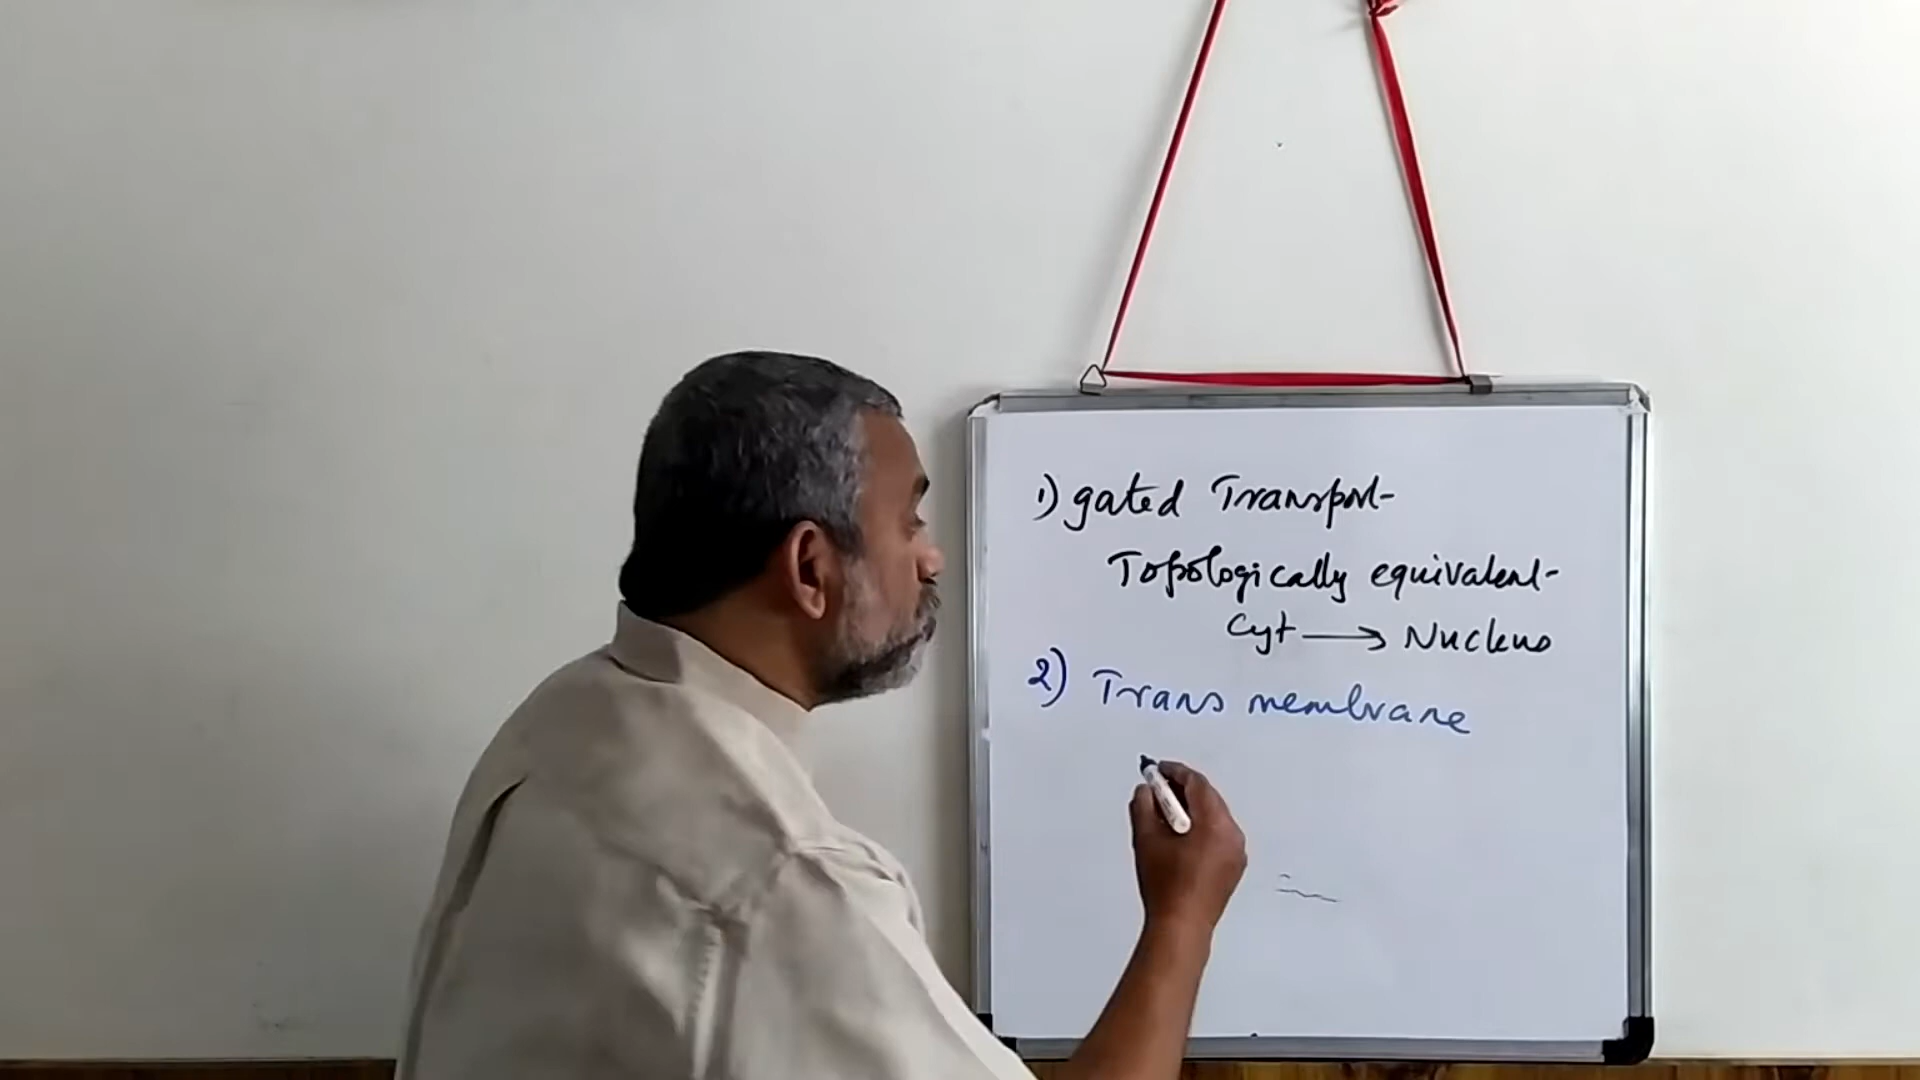 1) gated Transport
Topologically equivalent
Cyt → Nucleus
2) Trans membrane